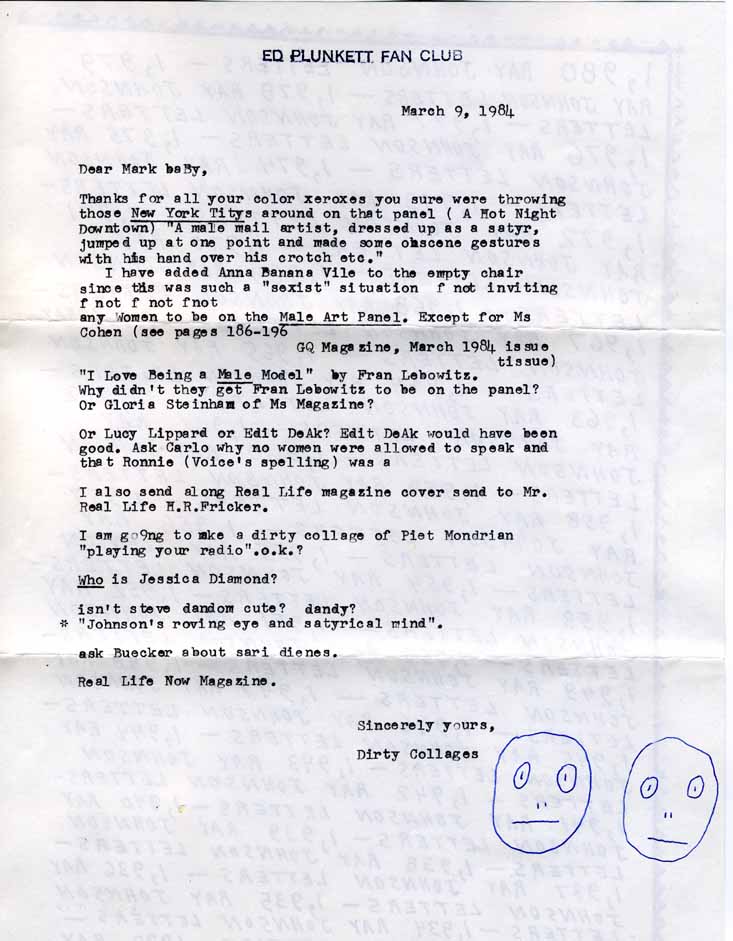 ED PLUNKETT FAN CLUB
March 9, 1984
Dear Mark baBy,
Thanks for all your color xeroxes you sure were throwing
those New York Titys around on that panel ( A Hot Night
Downtown) "A male mail artist, dressed up as a satyr,
jumped up at one point and made some obscene gestures
with his hand over his crotch etc."
I have added Anna Banana Vile to the empty chair
since this was such a "sexist" situation f not inviting
f not f not fnot
any Women to be on the Male Art Panel. Except for Ms
Cohen (see pages 186-196
GQ Magazine, March 1984 issue
tissue)
"I Love Being a Male Model" by Fran Lebowitz.
Why didn't they get Fran Lebowitz to be on the panel?
Or Gloria Steinham of Ms Magazine?
Or Lucy Lippard or Edit DeAk? Edit DeAk would have been
good. Ask Carlo why no women were allowed to speak and
that Ronnie (Voice's spelling) was a
I also send along Real Life magazine cover send to Mr.
Real Life H.R.Fricker.
I am go9ng to make a dirty collage of Piet Mondrian
"playing your radio".o.k.?
Who is Jessica Diamond?
isn't steve dandom cute? dandy?
* "Johnson's roving eye and satyrical mind".
ask Buecker about sari dienes.
Real Life Now Magazine.
Sincerely yours,
Dirty Collages